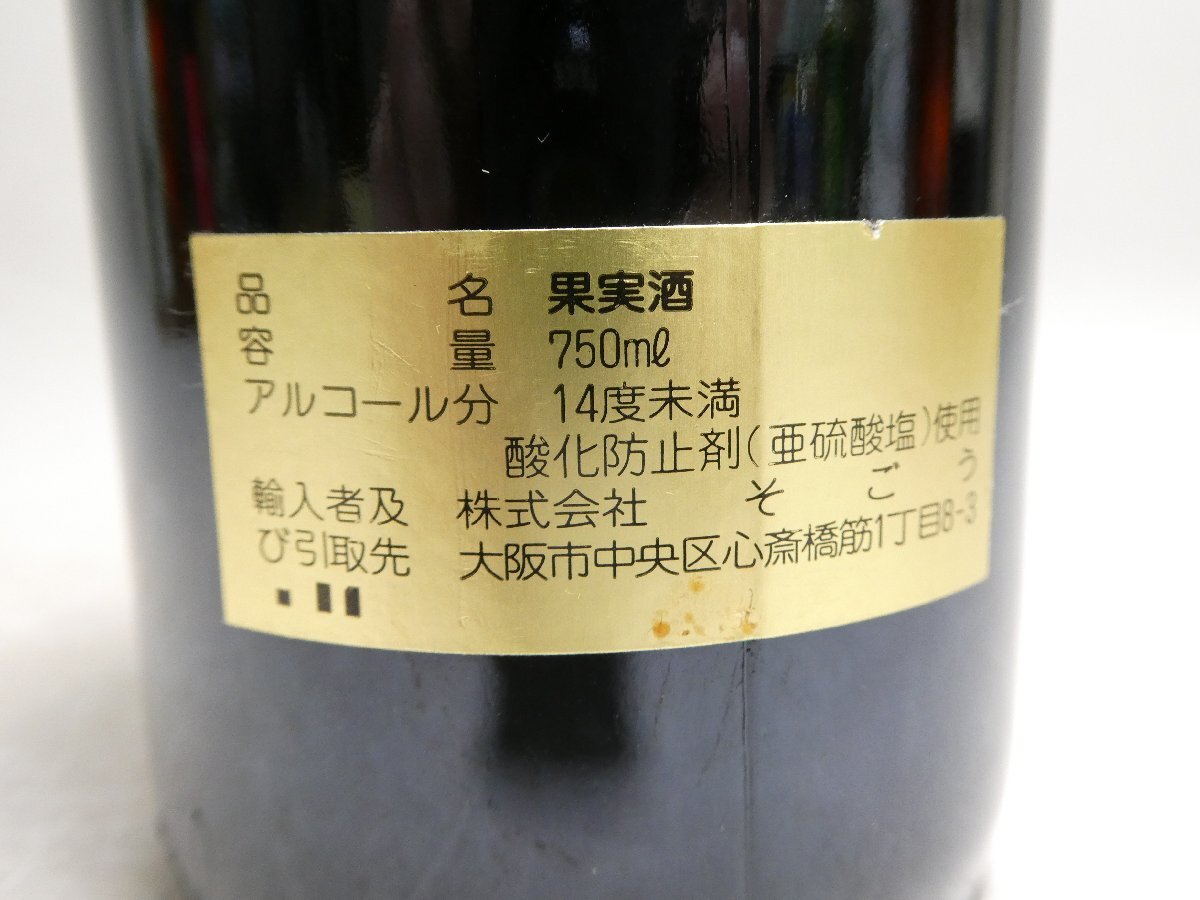 品名 果実酒
容量 750mℓ
アルコール分 14度未満
酸化防止剤(亜硫酸塩)使用
輸入者及 株式会社 そごう
び引取先 大阪市中央区心斎橋筋1丁目8-3